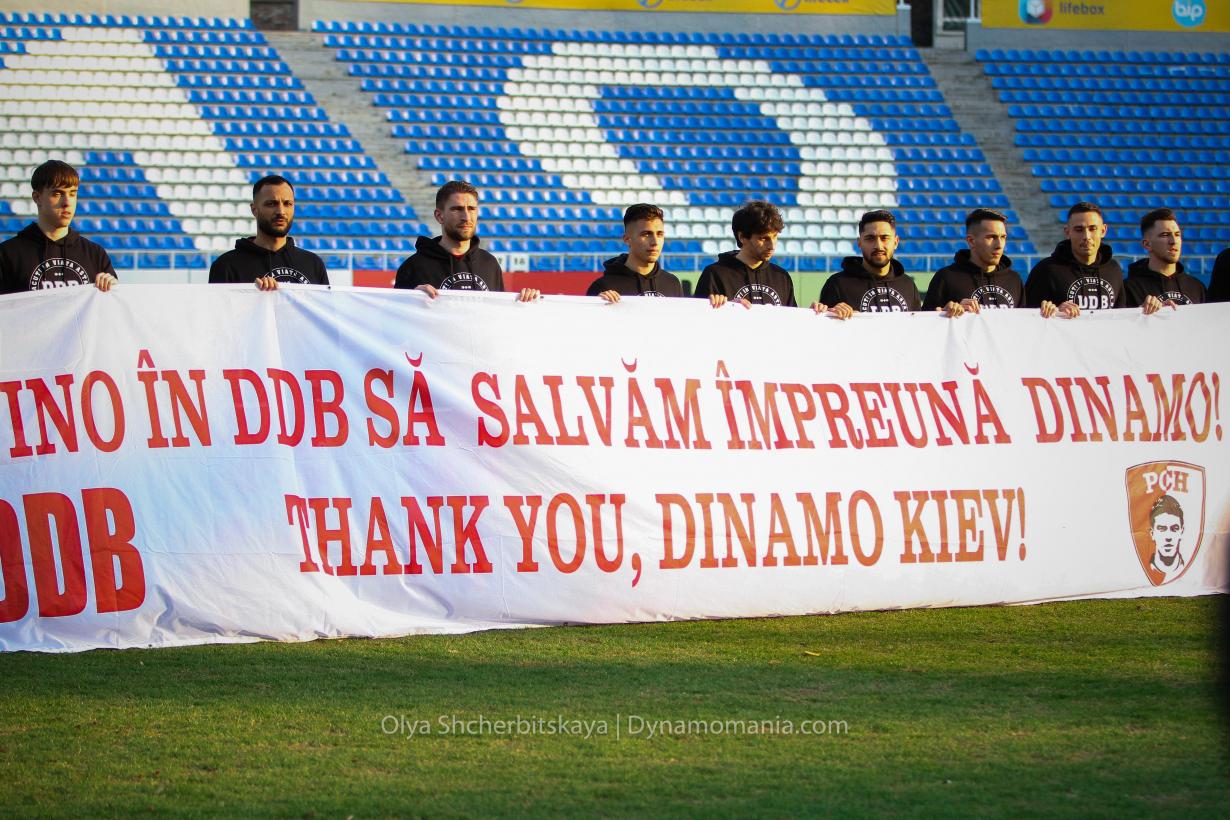 lifebox
bip
INO ÎN DDB SĂ SALVĂM ÎMPREUNĂ DINAMO!
DDB THANK YOU, DINAMO KIEV!
PCH
Olya Shcherbitskaya | Dynamomania.com